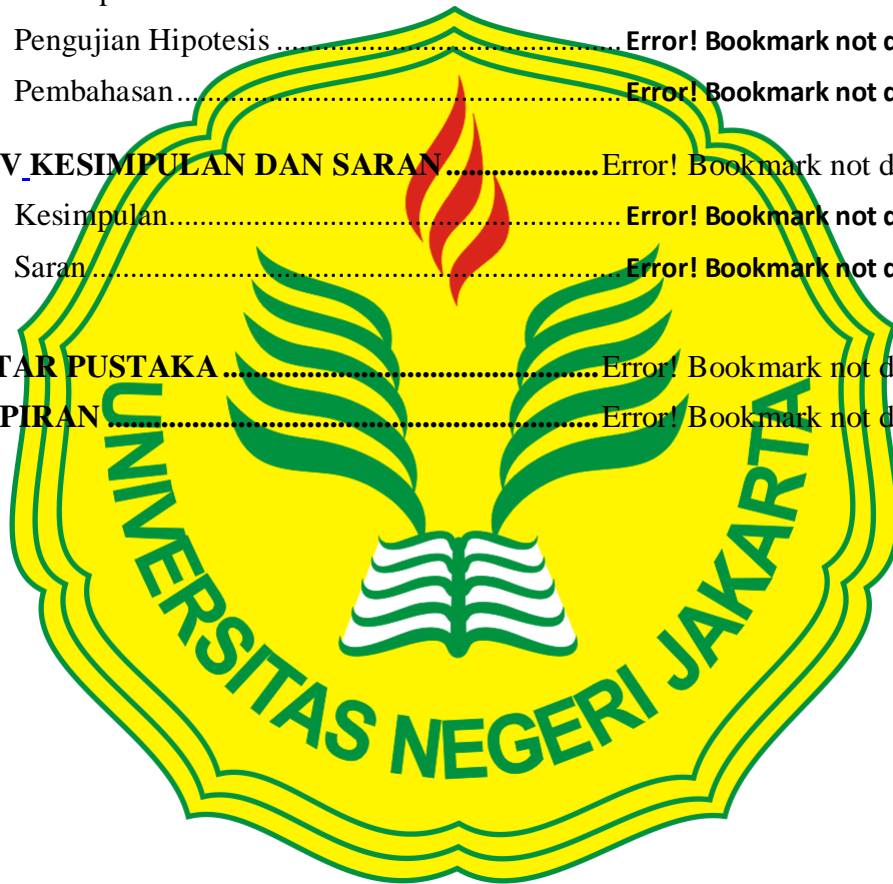 Pengujian Hipotesis ............................................. Error! Bookmark not d
Pembahasan .......................................................... Error! Bookmark not d
V KESIMPULAN DAN SARAN .................... Error! Bookmark not d
Kesimpulan ........................................................... Error! Bookmark not d
Saran ..................................................................... Error! Bookmark not d
TAR PUSTAKA ................................................. Error! Bookmark not d
PIRAN ................................................................ Error! Bookmark not d
UNIVERSITAS NEGERI JAKARTA